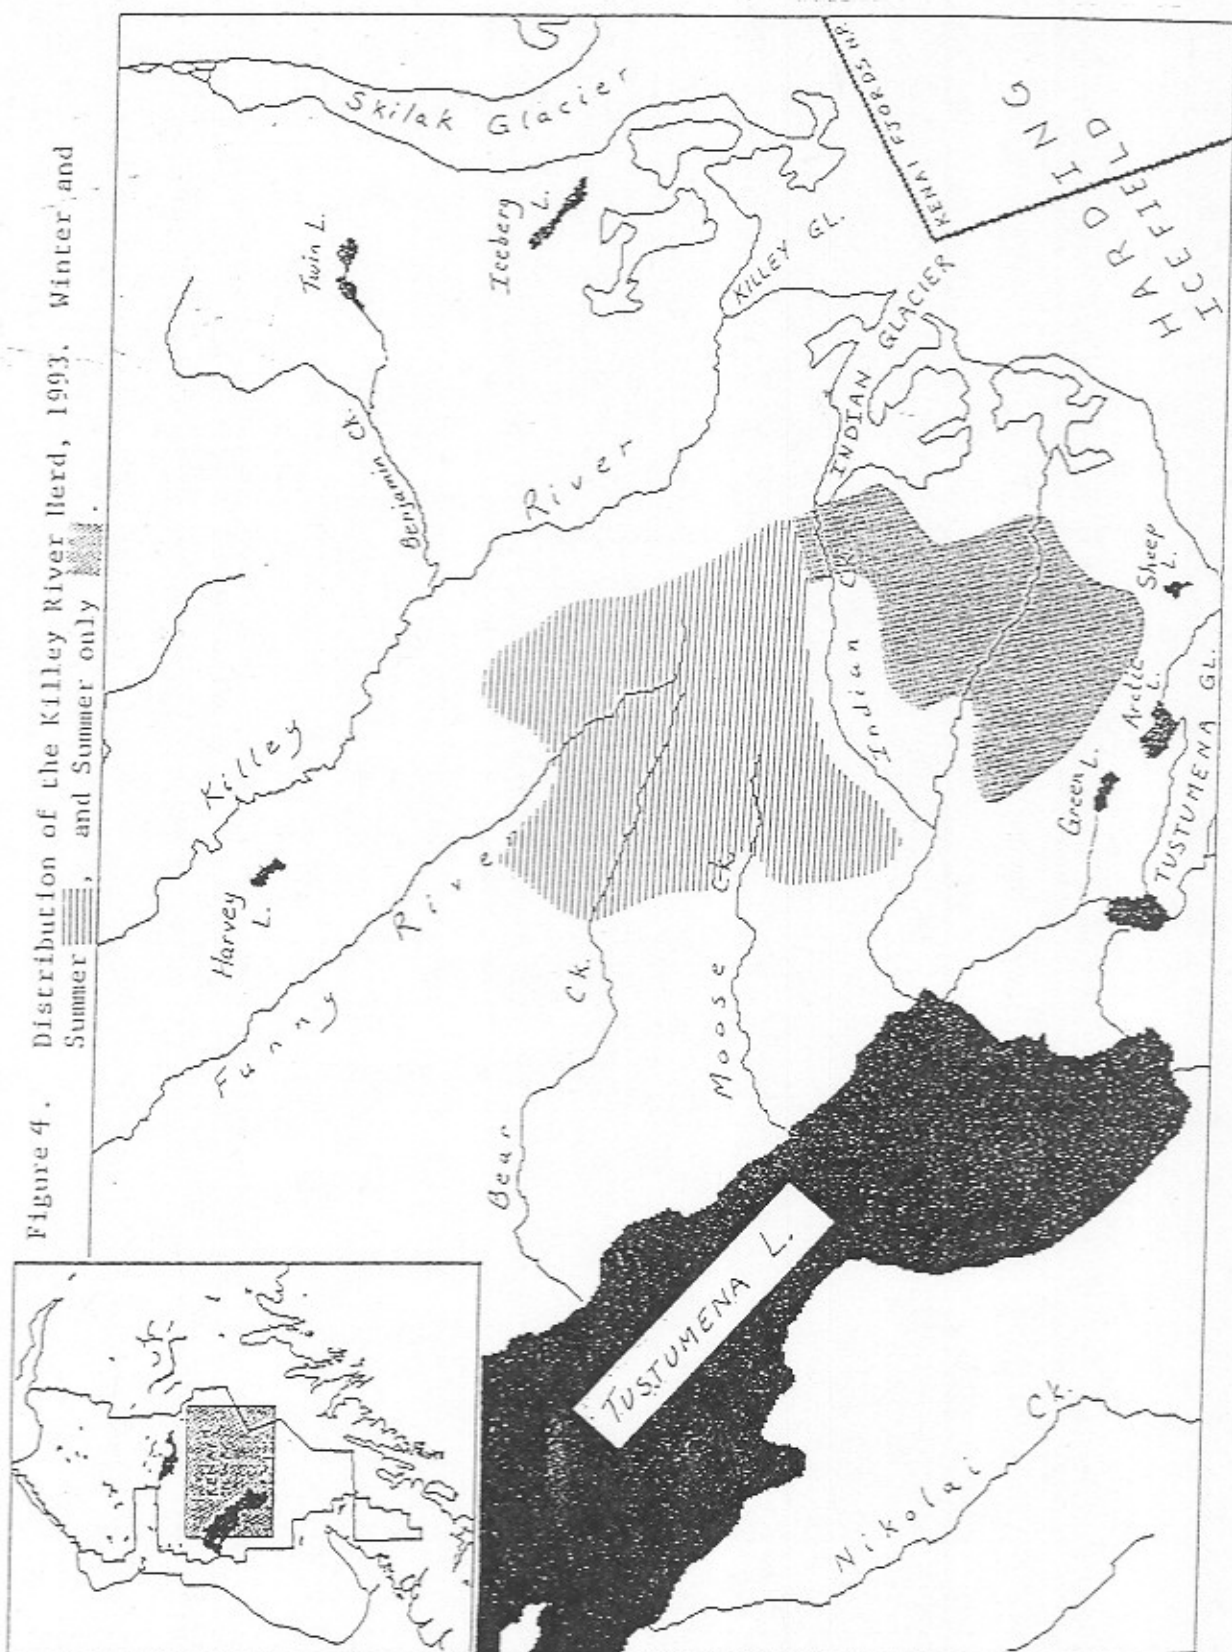 Figure 4. Distribution of the Killey River Herd, 1993. Winter and
Summer , and Summer only .
Skilak Glacier
Twin L.
Iceberg
L.
KENAI FJORDS NP.
HARDING
ICEFIELD
KILLEY GL.
INDIAN GLACIER
Benjamin Ck.
Killey River
Harvey
L.
Funny River
Indian Ck.
Sheep
L.
Arctic
L.
Green L.
TUSTUMENA GL.
Bear Ck.
Moose Ck.
TUSTUMENA L.
Nikolai Ck.